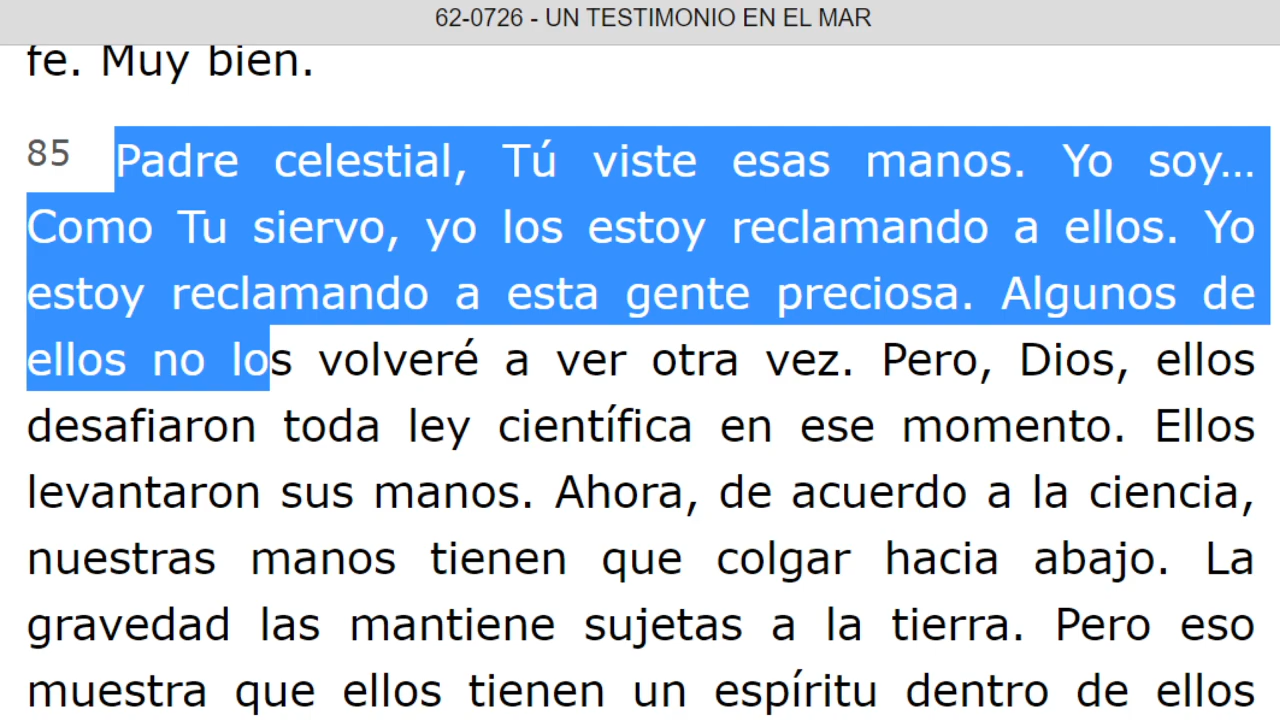 62-0726 - UN TESTIMONIO EN EL MAR
fe. Muy bien.
85 Padre celestial, Tú viste esas manos. Yo soy...
Como Tu siervo, yo los estoy reclamando a ellos. Yo
estoy reclamando a esta gente preciosa. Algunos de
ellos no los volveré a ver otra vez. Pero, Dios, ellos
desafiaron toda ley científica en ese momento. Ellos
levantaron sus manos. Ahora, de acuerdo a la ciencia,
nuestras manos tienen que colgar hacia abajo. La
gravedad las mantiene sujetas a la tierra. Pero eso
muestra que ellos tienen un espíritu dentro de ellos